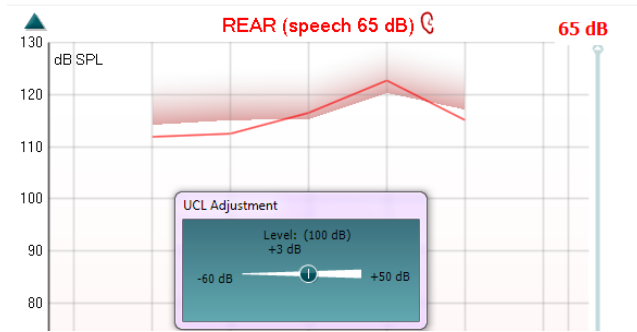 REAR (speech 65 dB)
65 dB
130
dB SPL
120
110
100
UCL Adjustment
Level: (100 dB)
+3 dB
90
-60 dB
+50 dB
80